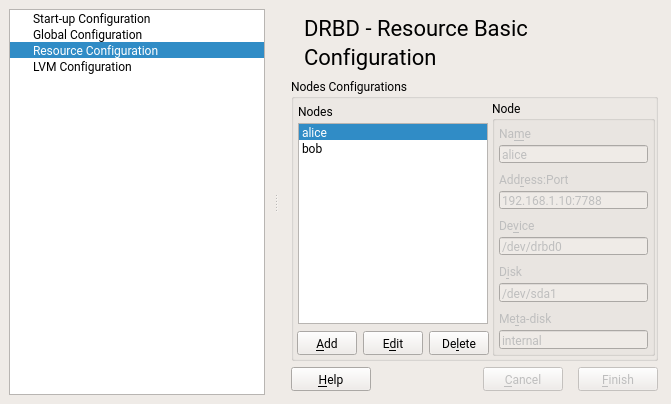 Start-up Configuration
Global Configuration
Resource Configuration
LVM Configuration
DRBD - Resource Basic
Configuration
Nodes Configurations
Nodes
alice
bob
Add Edit Delete
Node
Name
alice
Address:Port
192.168.1.10:7788
Device
/dev/drbd0
Disk
/dev/sda1
Meta-disk
internal
Help Cancel Finish